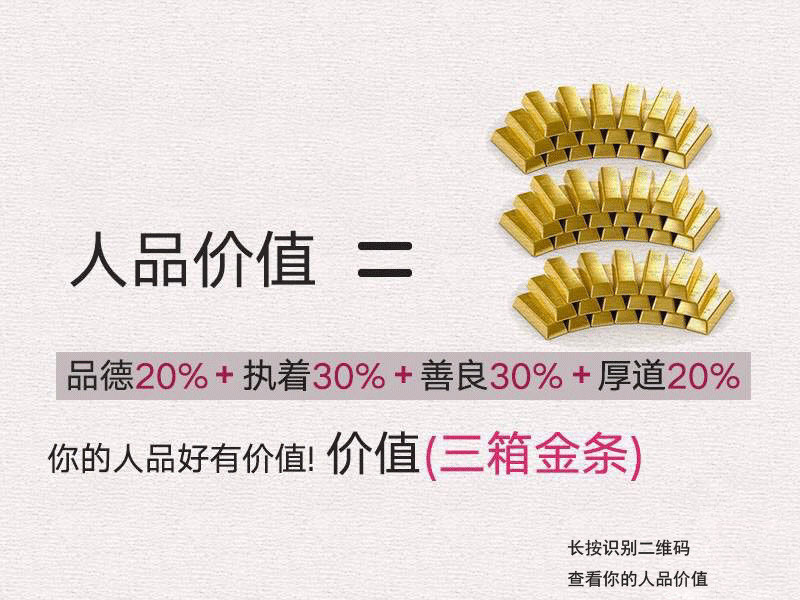 人品价值 =
品德20%+执着30%+善良30%+厚道20%
你的人品好有价值! 价值(三箱金条)
长按识别二维码
查看你的人品价值